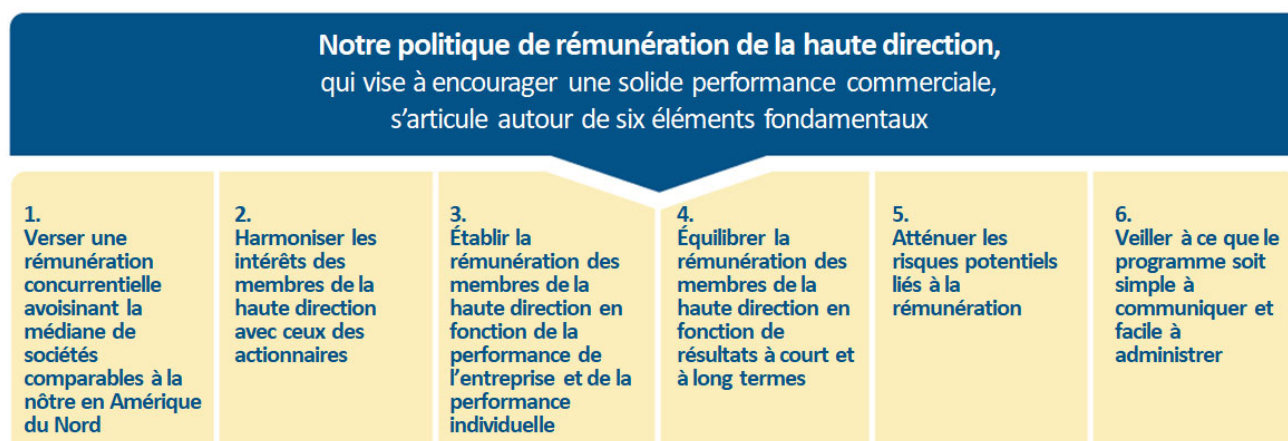 Notre politique de rémunération de la haute direction,
qui vise à encourager une solide performance commerciale,
s'articule autour de six éléments fondamentaux
1.
Verser une
rémunération
concurrentielle
avoisinant la
médiane de
sociétés
comparables à la
nôtre en Amérique
du Nord
2.
Harmoniser les
intérêts des
membres de la
haute direction
avec ceux des
actionnaires
3.
Établir la
rémunération des
membres de la
haute direction en
fonction de la
performance de
l'entreprise et de la
performance
individuelle
4.
Équilibrer la
rémunération des
membres de la
haute direction en
fonction de
résultats à court et
à long termes
5.
Atténuer les
risques potentiels
liés à la
rémunération
6.
Veiller à ce que le
programme soit
simple à
communiquer et
facile à
administrer